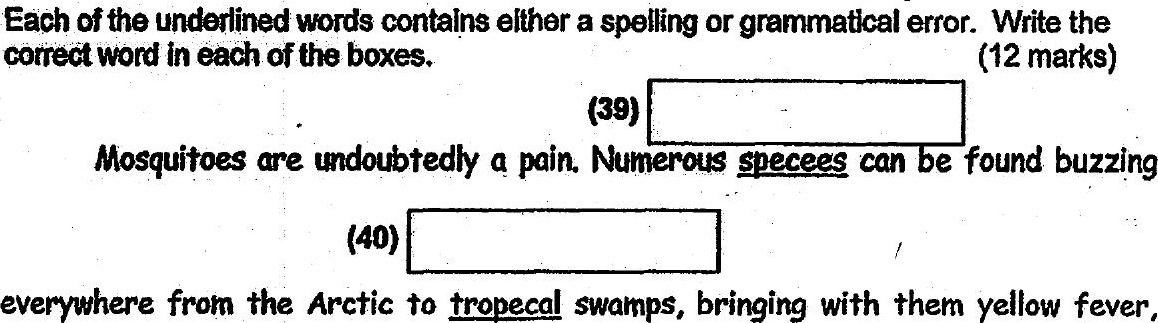 Each of the underlined words contains either a spelling or grammatical error. Write the
correct word in each of the boxes. (12 marks)
(39)
Mosquitoes are undoubtedly a pain. Numerous specees can be found buzzing
(40)
everywhere from the Arctic to tropecal swamps, bringing with them yellow fever,